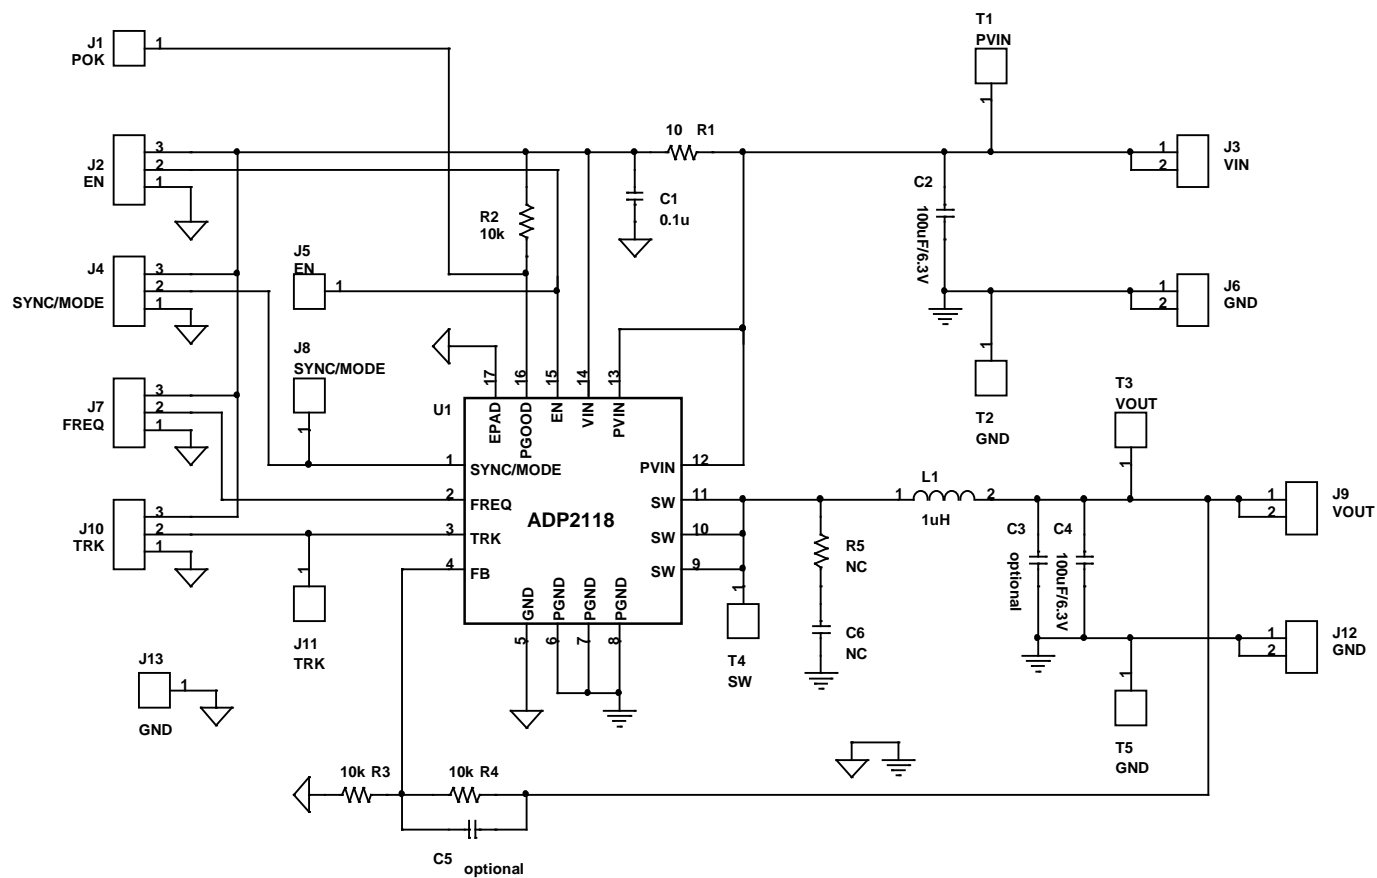 T1
PVIN
1
J1
POK
1
J2
EN
3
2
1
10 R1
J3
VIN
1
2
C1
0.1u
C2
100uF/6.3V
R2
10k
J5
EN
1
J4
SYNC/MODE
3
2
1
J6
GND
1
2
1
T2
GND
J8
SYNC/MODE
1
J7
FREQ
3
2
1
U1
17
16
15
14
13
EPAD
PGOOD
EN
VIN
PVIN
1
SYNC/MODE
2
FREQ
3
TRK
4
FB
ADP2118
PVIN
12
SW
11
SW
10
SW
9
GND
PGND
PGND
PGND
5
6
7
8
T3
VOUT
1
L1
1
2
1uH
J9
VOUT
1
2
C3
optional
C4
100uF/6.3V
R5
NC
C6
NC
1
T4
SW
J10
TRK
3
2
1
1
J11
TRK
J12
GND
1
2
1
T5
GND
J13
1
GND
10k R3
10k R4
C5
optional